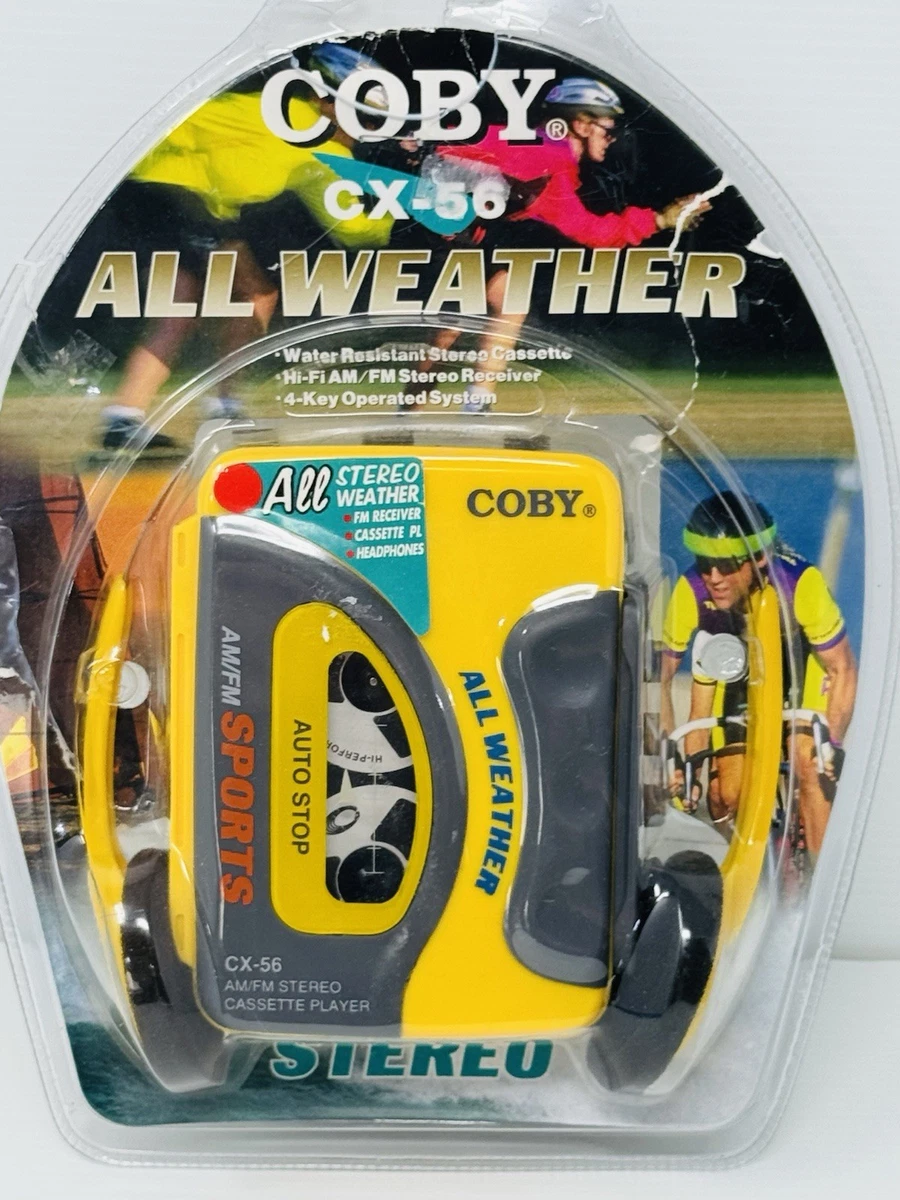 COBY®
CX-56
ALL WEATHER
· Water Resistant Stereo Cassette
· Hi-Fi AM/FM Stereo Receiver
· 4-Key Operated System
All STEREO
WEATHER
• FM RECEIVER
• CASSETTE PL
• HEADPHONES
COBY®
AM/FM SPORTS
AUTO STOP
ALL WEATHER
CX-56
AM/FM STEREO
CASSETTE PLAYER
STEREO